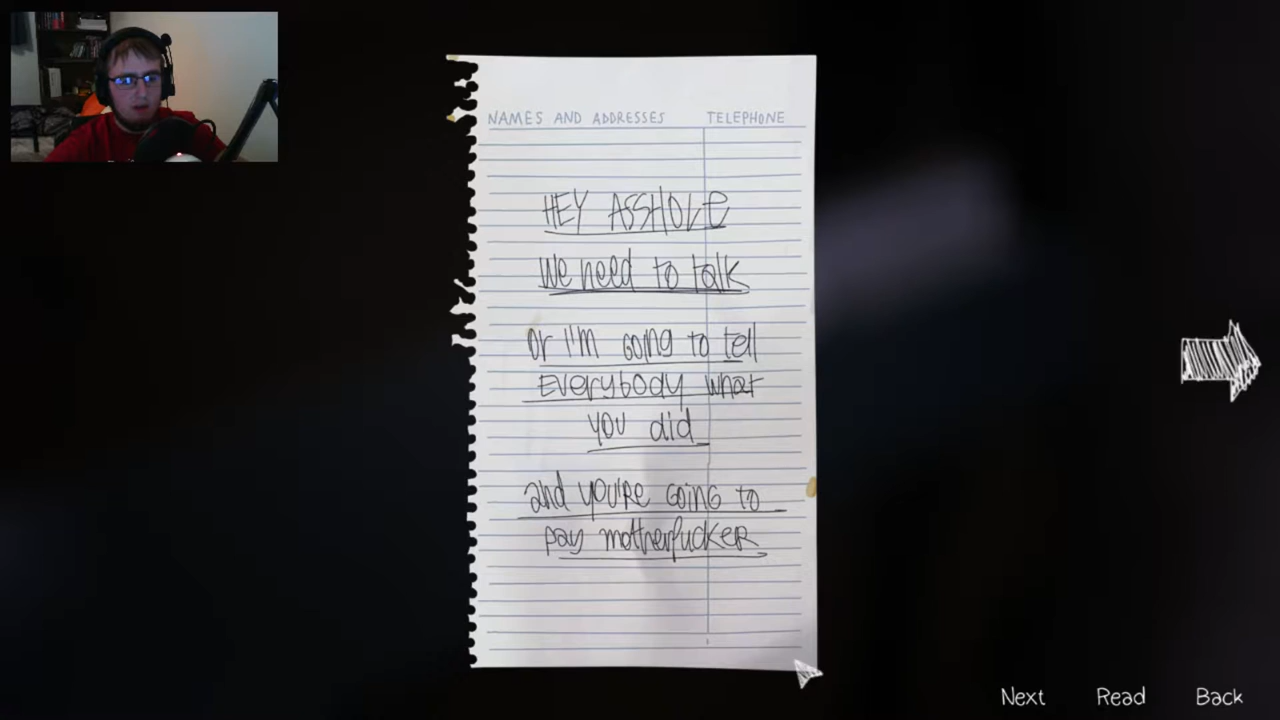 NAMES AND ADDRESSES TELEPHONE
HEY ASSHOLE
We need to talk
Or I'm going to tell
Everybody what
you did
and you're going to
pay motherfucker
Next Read Back